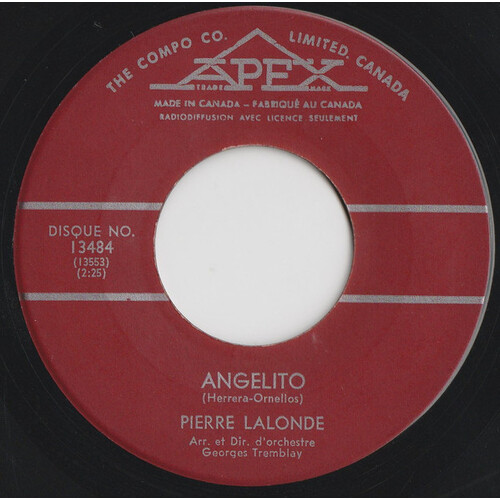 THE COMPO CO. LIMITED, CANADA
APEX
TRADE MARK
MADE IN CANADA – FABRIQUÉ AU CANADA
RADIODIFFUSION AVEC LICENCE SEULEMENT
DISQUE NO.
13484
(13553)
(2:25)
ANGELITO
(Herrera-Ornellos)
PIERRE LALONDE
Arr. et Dir. d'orchestre
Georges Tremblay